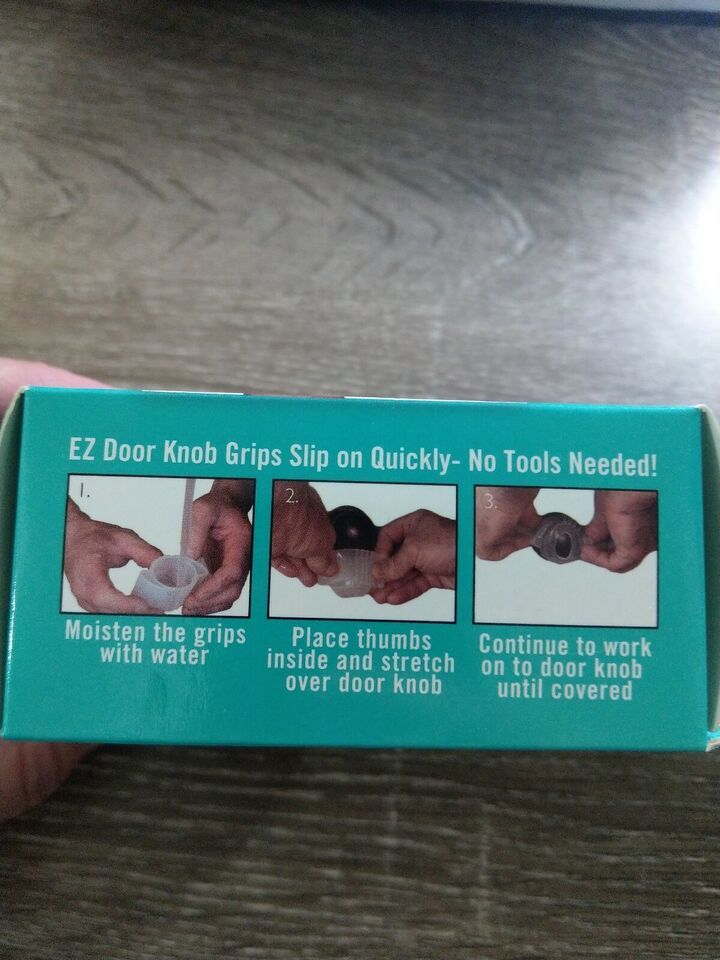 EZ Door Knob Grips Slip on Quickly- No Tools Needed!
1.
Moisten the grips
with water
2.
Place thumbs
inside and stretch
over door knob
3.
Continue to work
on to door knob
until covered